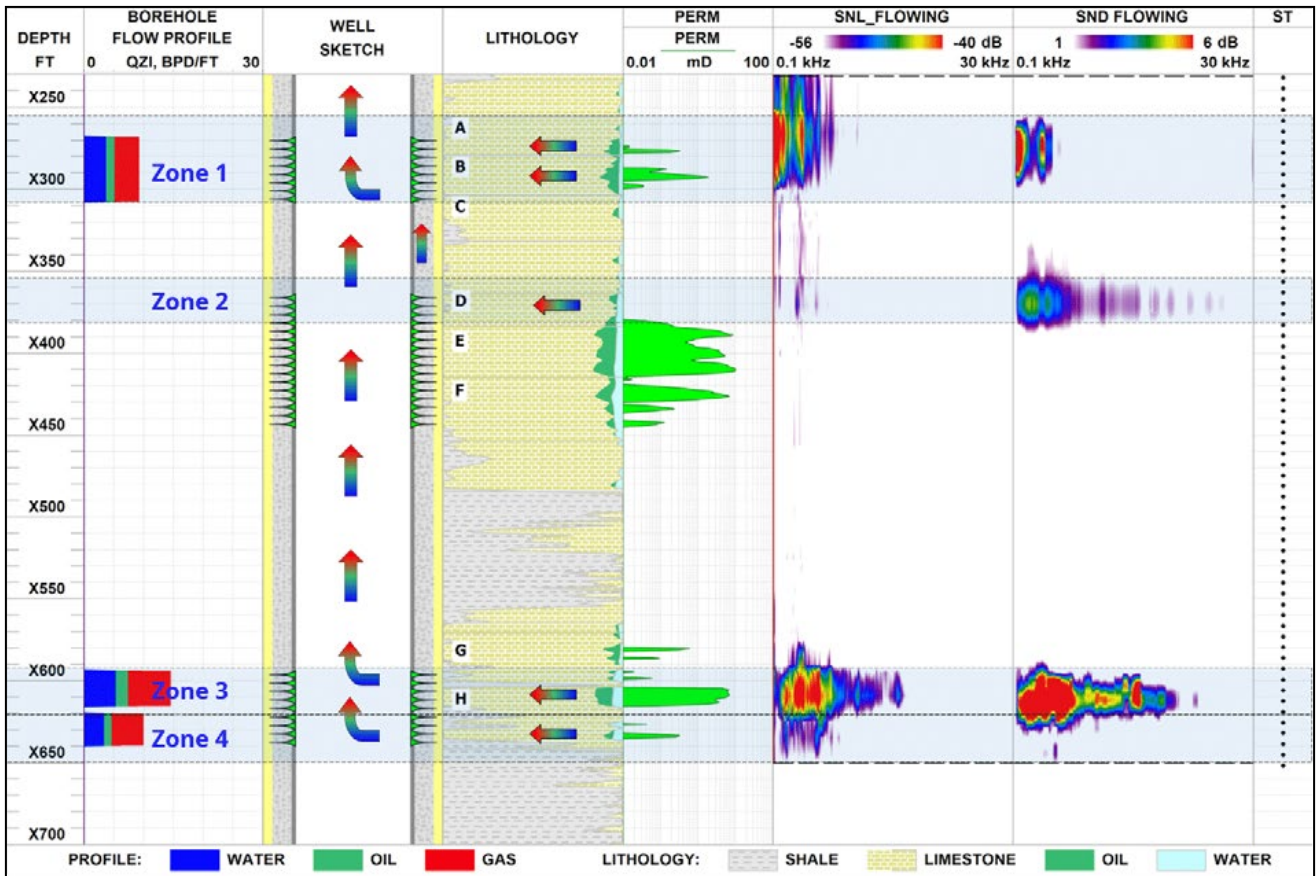 DEPTH
FT
BOREHOLE
FLOW PROFILE
0 QZI, BPD/FT 30
WELL
SKETCH
LITHOLOGY
PERM
PERM
0.01 mD 100
SNL_FLOWING
-56 -40 dB
0.1 kHz 30 kHz
SND FLOWING
1 6 dB
0.1 kHz 30 kHz
ST
X250
A
Zone 1
B
X300
C
X350
Zone 2
D
X400
E
F
X450
X500
X550
G
X600
Zone 3
H
Zone 4
X650
X700
PROFILE: WATER OIL GAS LITHOLOGY: SHALE LIMESTONE OIL WATER